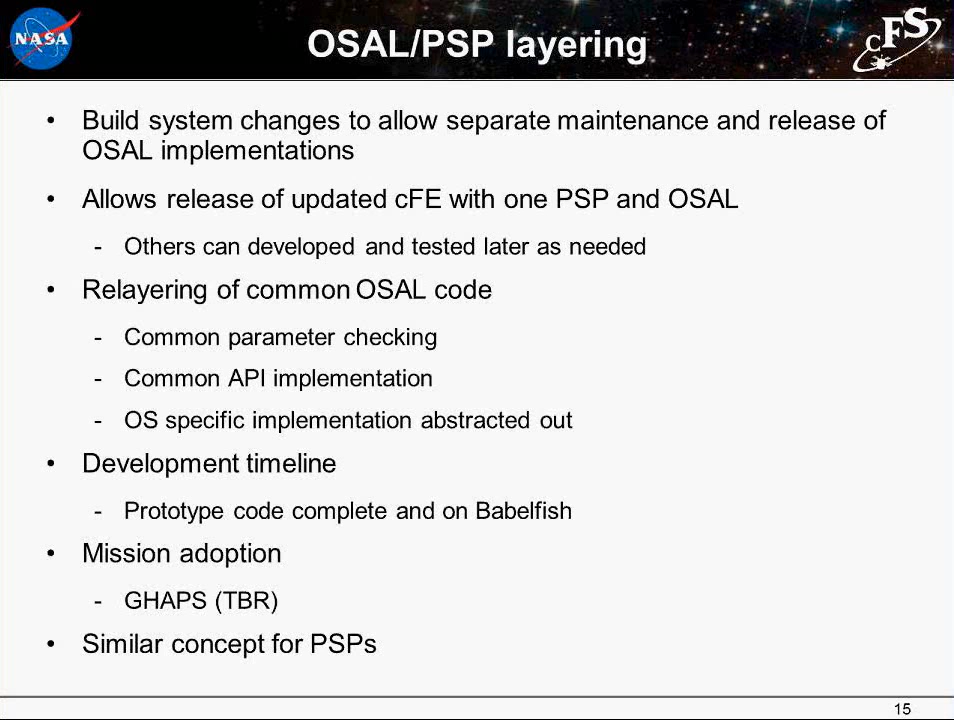 NASA
OSAL/PSP layering
cFS
• Build system changes to allow separate maintenance and release of
OSAL implementations
• Allows release of updated cFE with one PSP and OSAL
- Others can developed and tested later as needed
• Relayering of common OSAL code
- Common parameter checking
- Common API implementation
- OS specific implementation abstracted out
• Development timeline
- Prototype code complete and on Babelfish
• Mission adoption
- GHAPS (TBR)
• Similar concept for PSPs
15